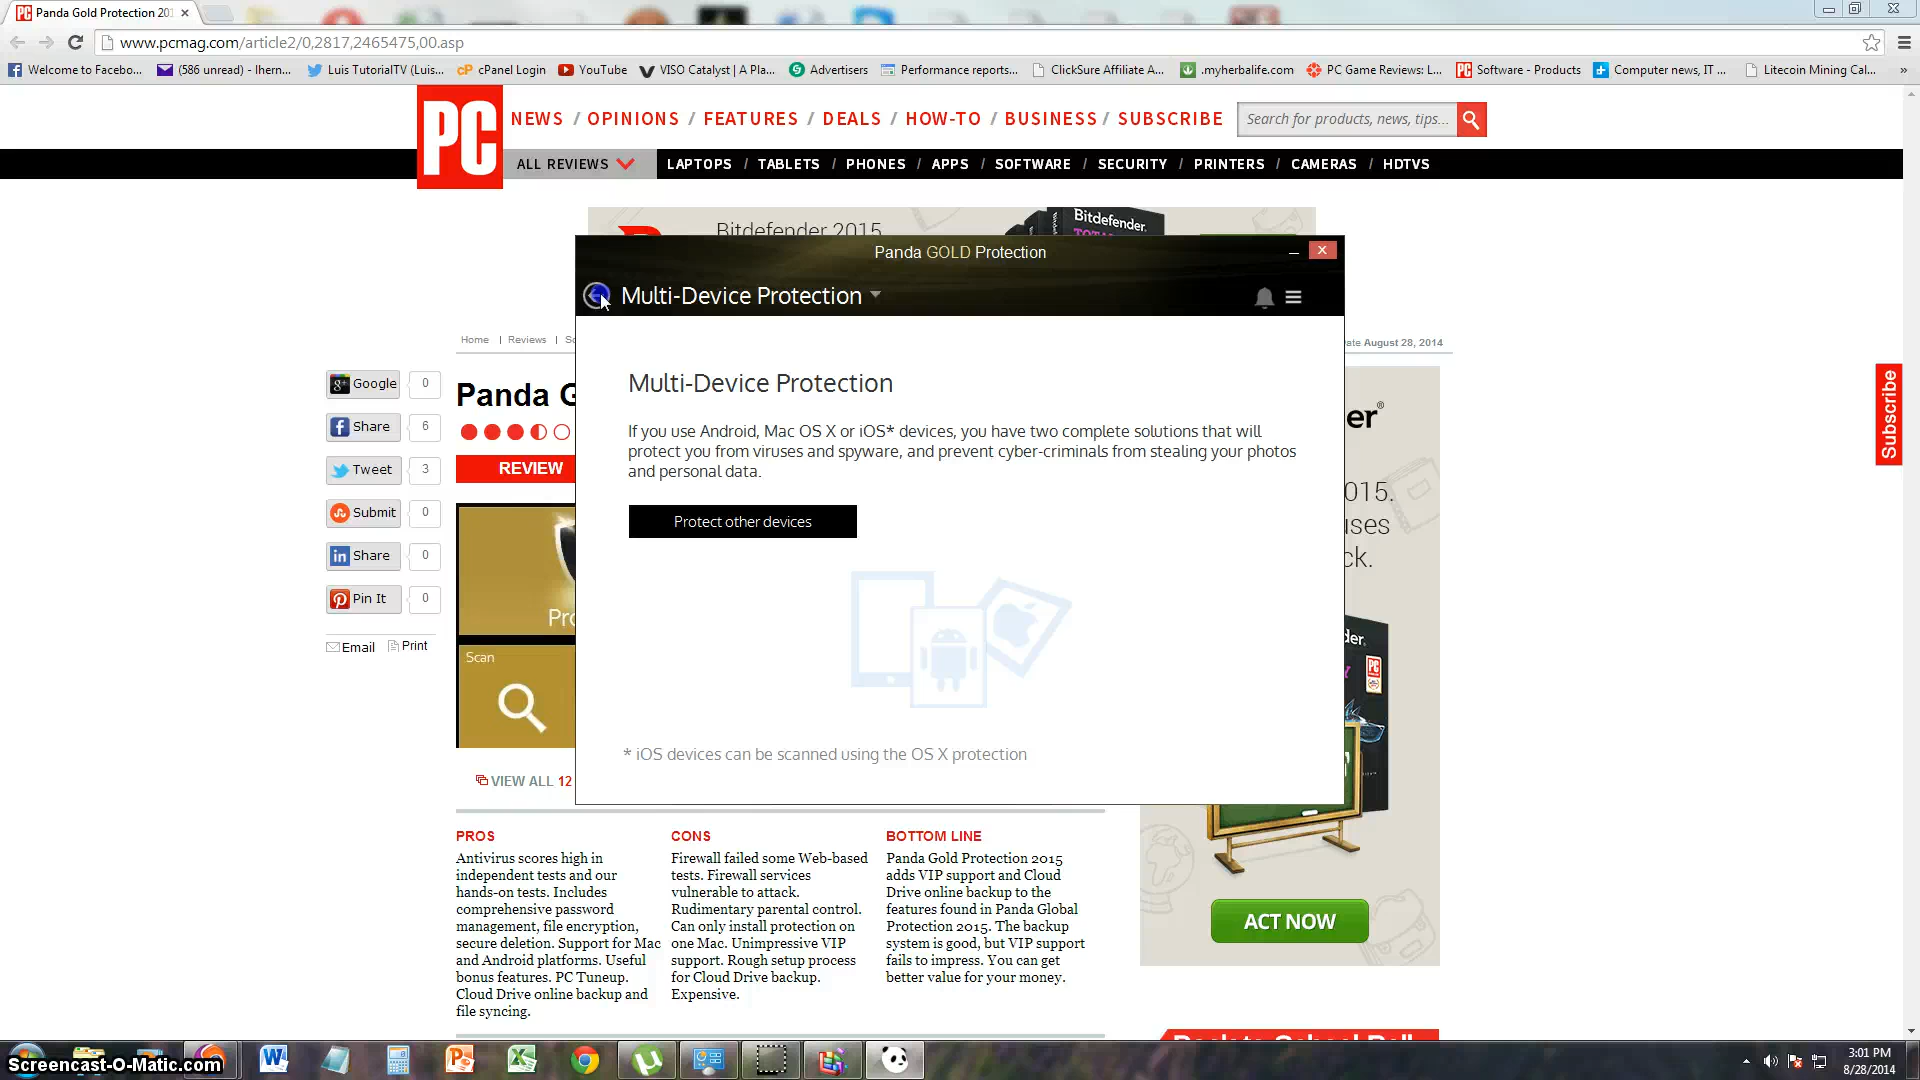 Panda Gold Protection 201
www.pcmag.com/article2/0,2817,2465475,00.asp
Welcome to Facebo...
(586 unread) - lhern...
Luis TutorialTV (Luis...
cPanel Login
YouTube
VISO Catalyst | A Pla...
Advertisers
Performance reports...
ClickSure Affiliate A...
.myherbalife.com
PC Game Reviews: L...
Software - Products
Computer news, IT ...
Litecoin Mining Cal...
»
PC
NEWS / OPINIONS / FEATURES / DEALS / HOW-TO / BUSINESS / SUBSCRIBE
Search for products, news, tips...
ALL REVIEWS
LAPTOPS / TABLETS / PHONES / APPS / SOFTWARE / SECURITY / PRINTERS / CAMERAS / HDTVS
Bitdefender 2015
Bitdefender.
Panda GOLD Protection
Multi-Device Protection
Home | Reviews |
August 28, 2014
Google 0
Share 6
Tweet 3
Submit 0
Share 0
Pin It 0
Email Print
Panda G
REVIEW
Pro
Scan
VIEW ALL 12
Multi-Device Protection
If you use Android, Mac OS X or iOS* devices, you have two complete solutions that will
protect you from viruses and spyware, and prevent cyber-criminals from stealing your photos
and personal data.
Protect other devices
* iOS devices can be scanned using the OS X protection
er®
015.
uses
ck.
der.
Subscribe
ACT NOW
PROS
Antivirus scores high in
independent tests and our
hands-on tests. Includes
comprehensive password
management, file encryption,
secure deletion. Support for Mac
and Android platforms. Useful
bonus features. PC Tuneup.
Cloud Drive online backup and
file syncing.
CONS
Firewall failed some Web-based
tests. Firewall services
vulnerable to attack.
Rudimentary parental control.
Can only install protection on
one Mac. Unimpressive VIP
support. Rough setup process
for Cloud Drive backup.
Expensive.
BOTTOM LINE
Panda Gold Protection 2015
adds VIP support and Cloud
Drive online backup to the
features found in Panda Global
Protection 2015. The backup
system is good, but VIP support
fails to impress. You can get
better value for your money.
Screencast-O-Matic.com
3:01 PM
8/28/2014